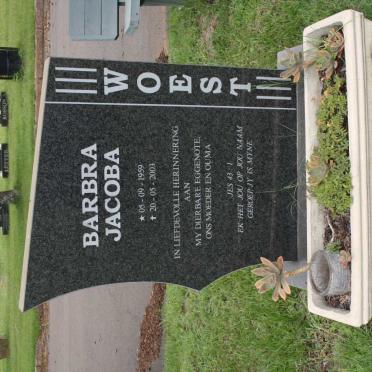 WOEST
BARBRA
JACOBA
★ 05 - 09 - 1959
✝ 20 - 05 - 2003
IN LIEFDEVOLLE HERINNERING
AAN
MY DIERBARE EGGENOTE,
ONS MOEDER EN OUMA
JES 43 : 1
EK HET JOU OP JOU NAAM
GEROEP, JY IS MYNE